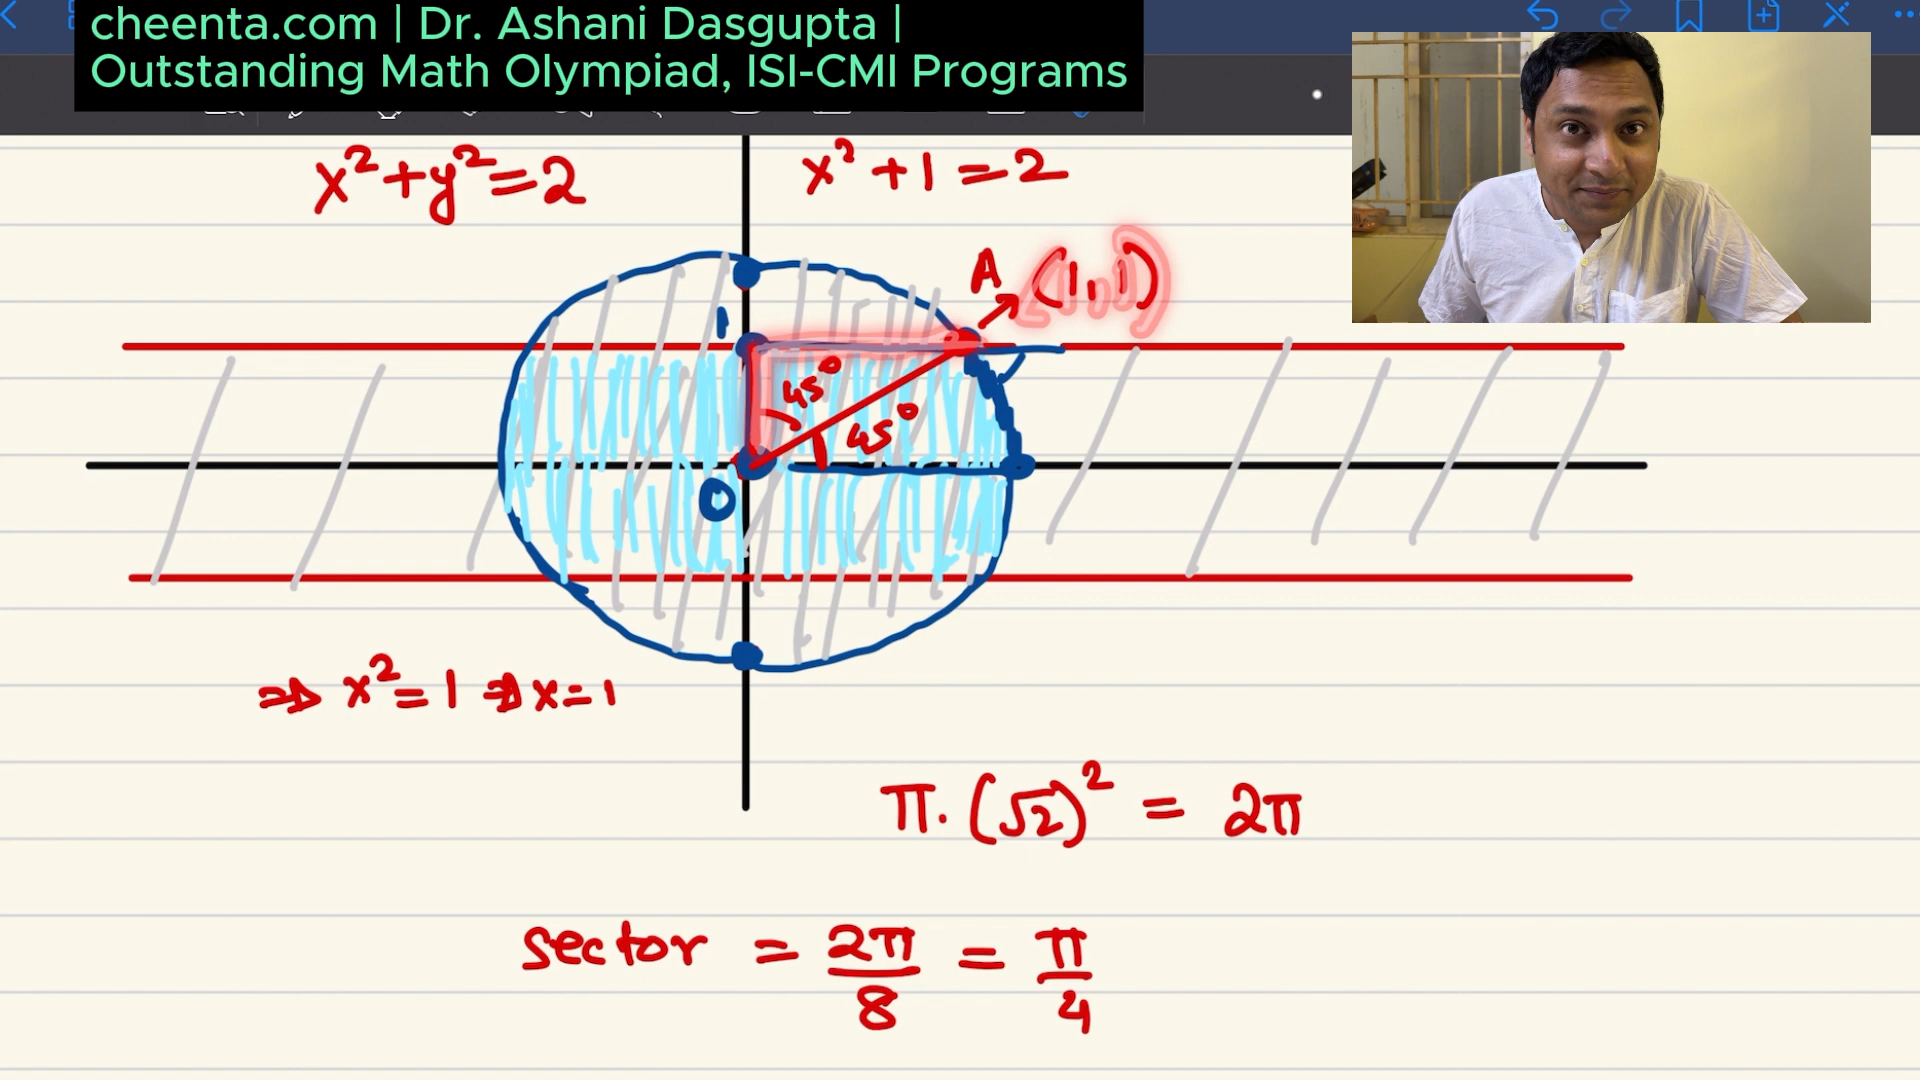 cheenta.com | Dr. Ashani Dasgupta |
Outstanding Math Olympiad, ISI-CMI Programs
x²+y²=2
x²+1=2
A (1,1)
1
45°
45°
O
⇒ x²=1 ⇒ x=1
π.(√2)² = 2π
sector = 2π/8 = π/4